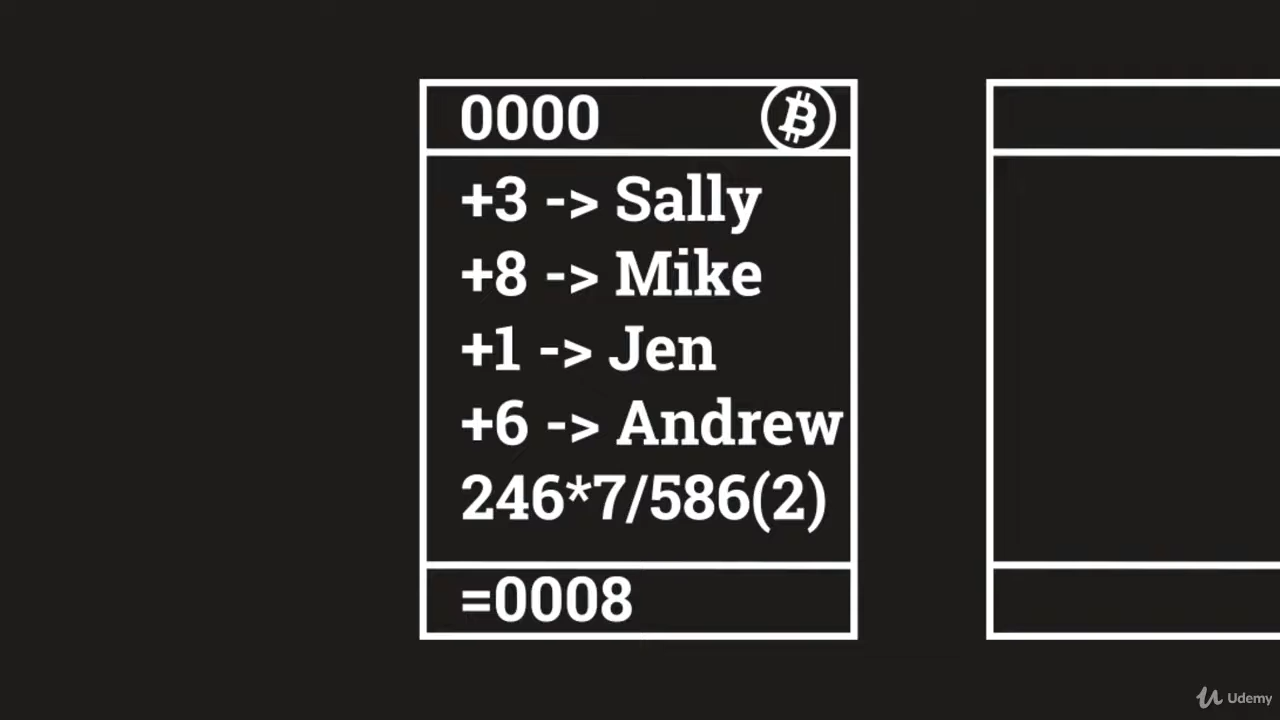 0000
+3 -> Sally
+8 -> Mike
+1 -> Jen
+6 -> Andrew
246*7/586(2)
=0008
Udemy